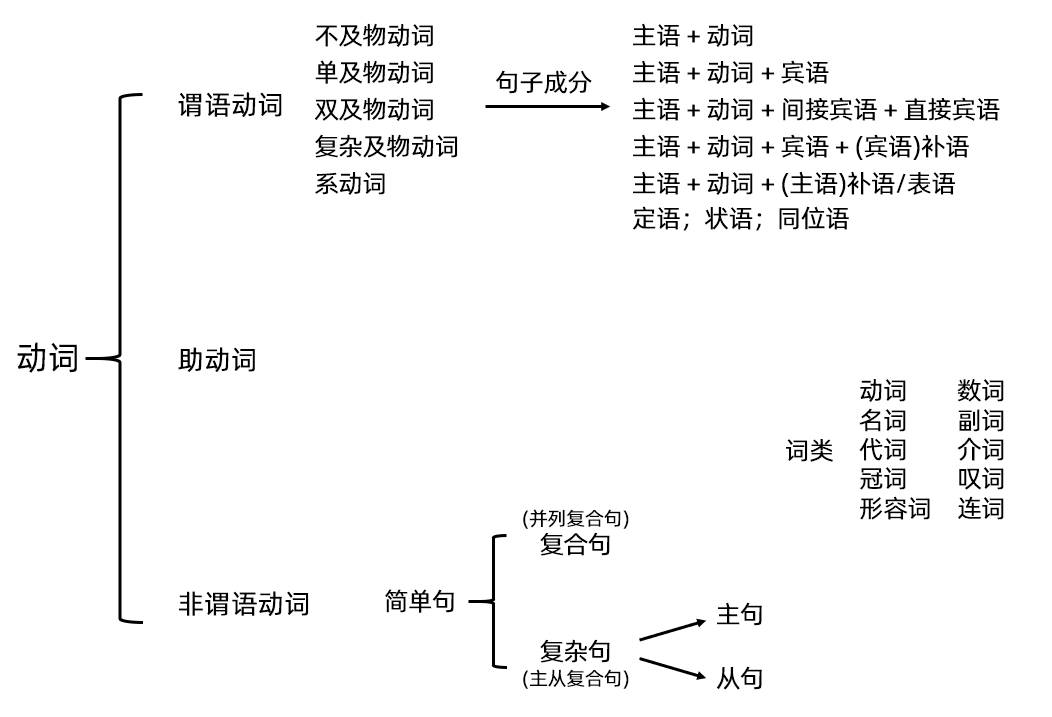 动词
谓语动词
不及物动词
单及物动词
双及物动词
复杂及物动词
系动词
句子成分
主语 + 动词
主语 + 动词 + 宾语
主语 + 动词 + 间接宾语 + 直接宾语
主语 + 动词 + 宾语 + (宾语)补语
主语 + 动词 + (主语)补语/表语
定语；状语；同位语
助动词
词类
动词 数词
名词 副词
代词 介词
冠词 叹词
形容词 连词
非谓语动词
简单句
(并列复合句)
复合句
复杂句
(主从复合句)
主句
从句